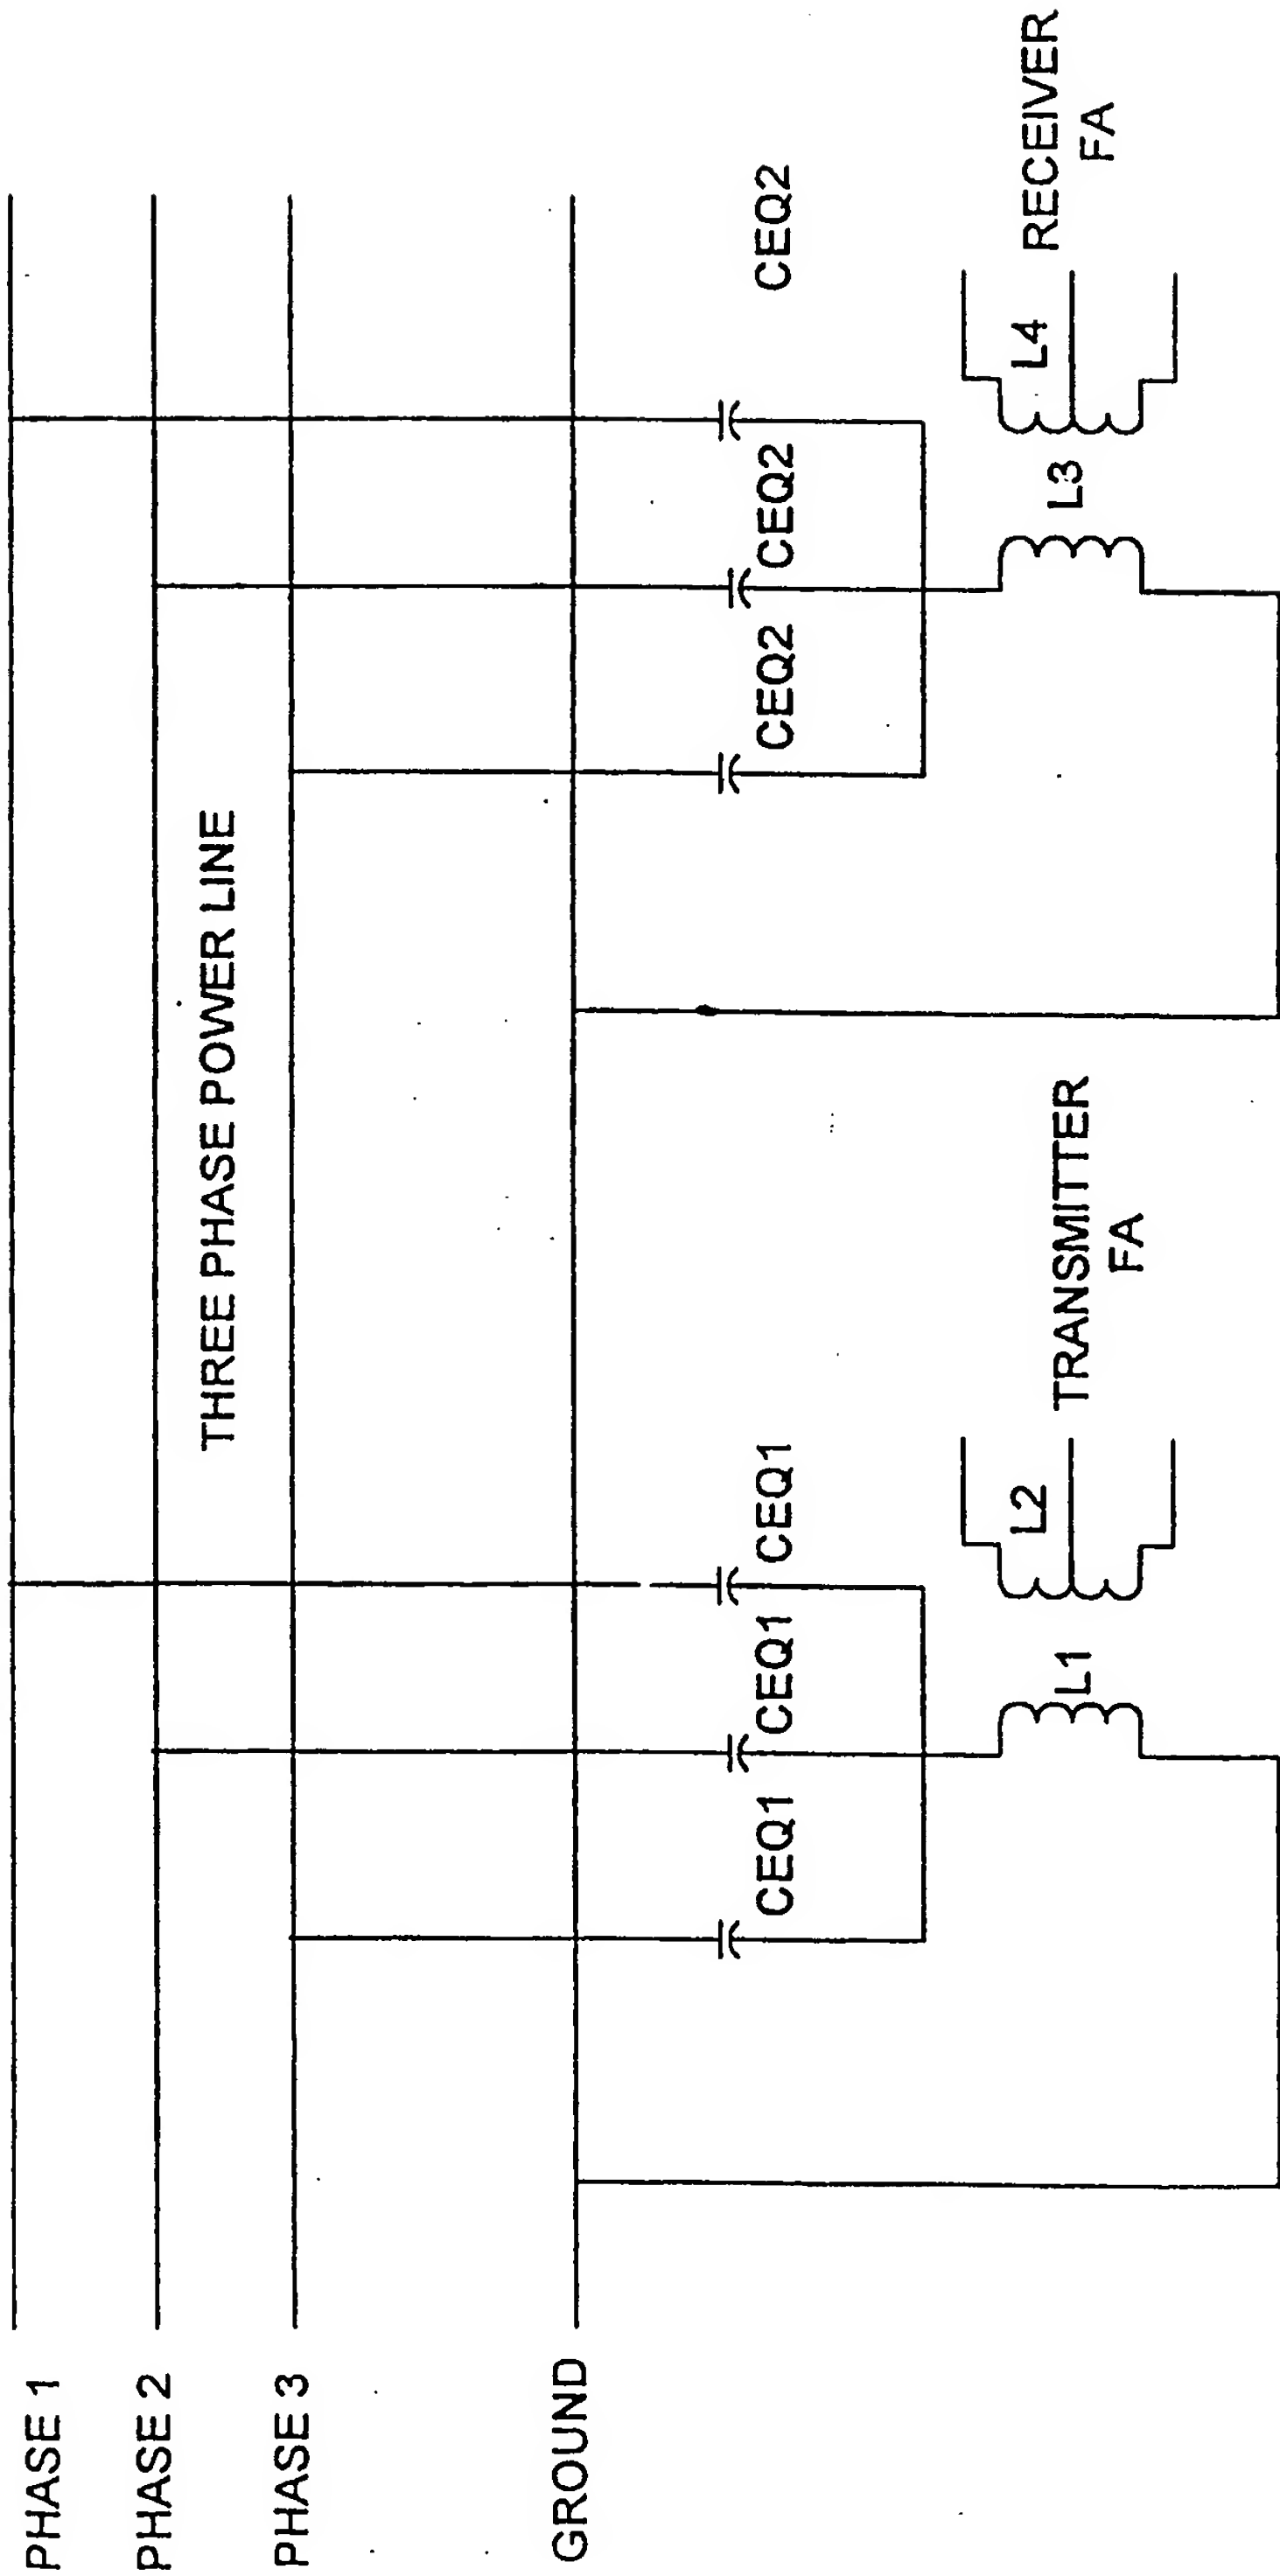 PHASE 1
PHASE 2
THREE PHASE POWER LINE
PHASE 3
GROUND
CEQ1
CEQ1
CEQ1
CEQ2
CEQ2
CEQ2
L1
L2
TRANSMITTER
FA
L3
L4
RECEIVER
FA